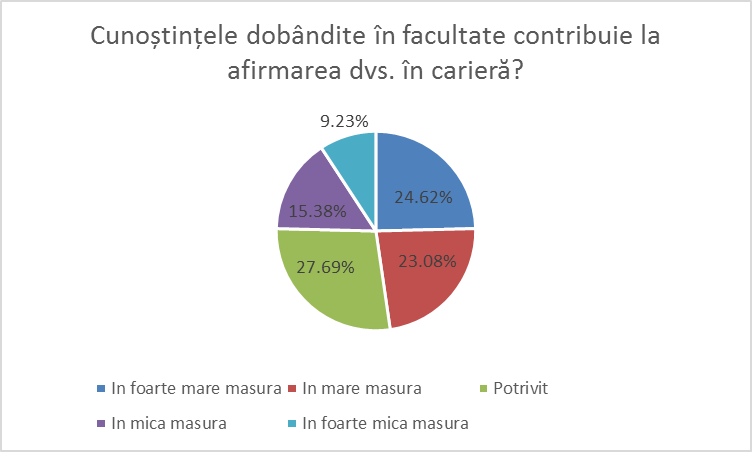 Cunoștințele dobândite în facultate contribuie la
afirmarea dvs. în carieră?
9.23%
24.62%
15.38%
23.08%
27.69%
In foarte mare masura In mare masura Potrivit
In mica masura In foarte mica masura